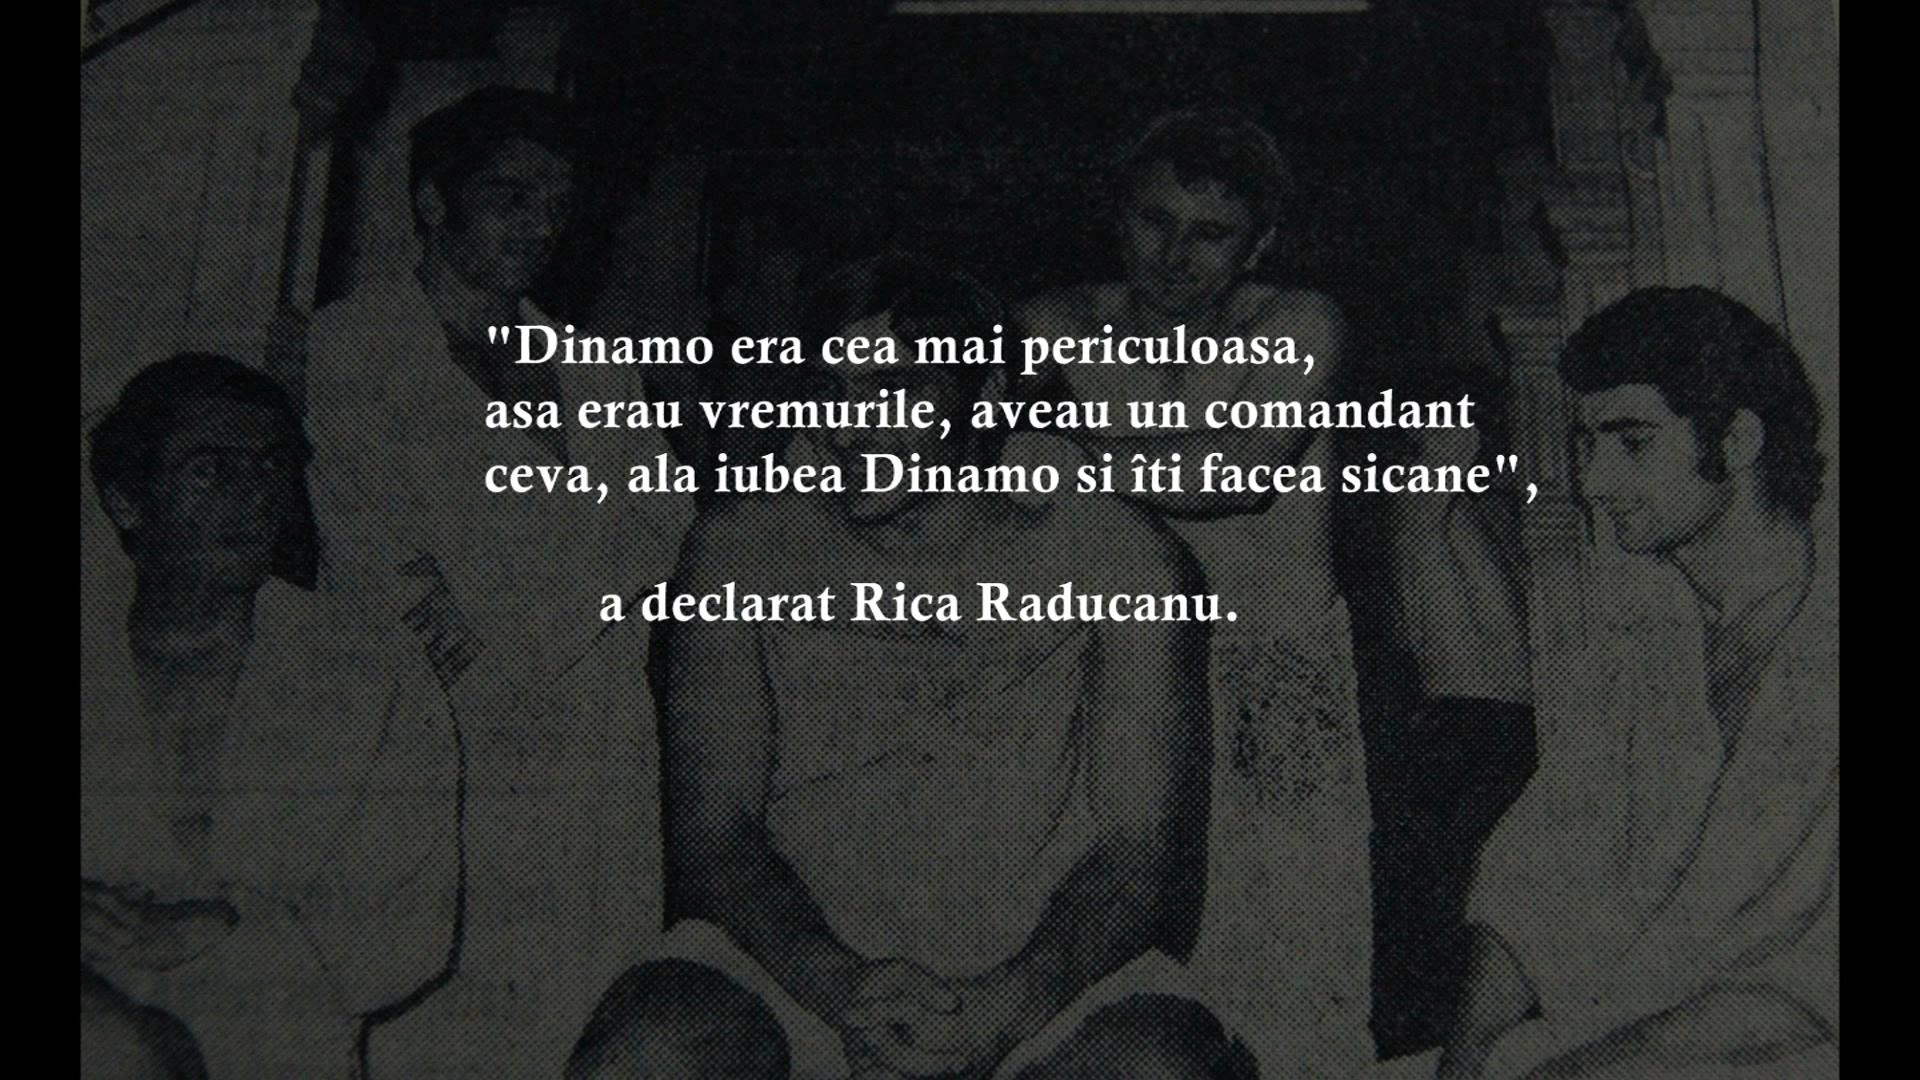 "Dinamo era cea mai periculoasa,
asa erau vremurile, aveau un comandant
ceva, ala iubea Dinamo si îti facea sicane",
a declarat Rica Raducanu.